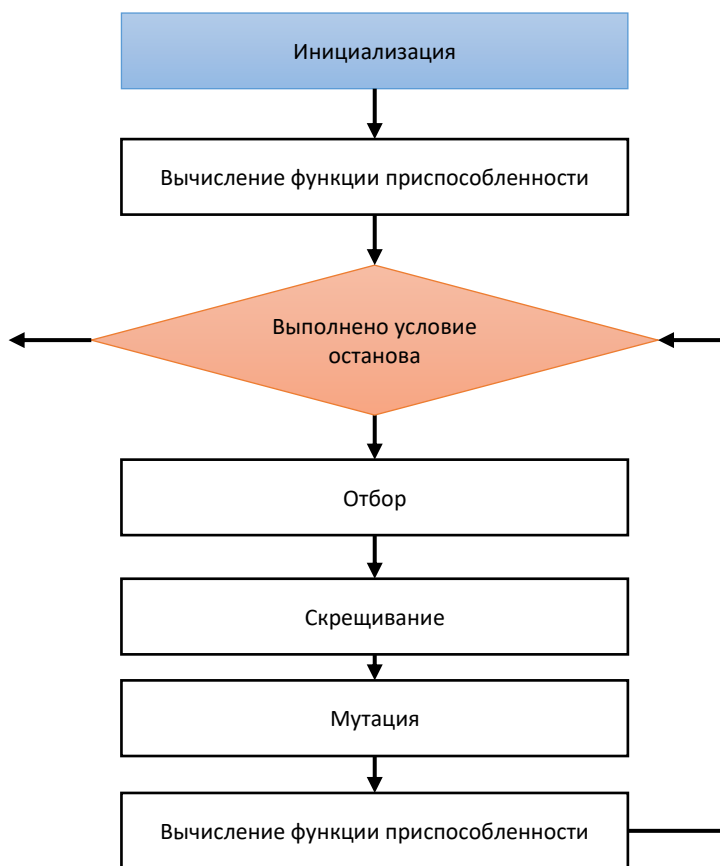 Инициализация
Вычисление функции приспособленности
Выполнено условие
останова
Отбор
Скрещивание
Мутация
Вычисление функции приспособленности